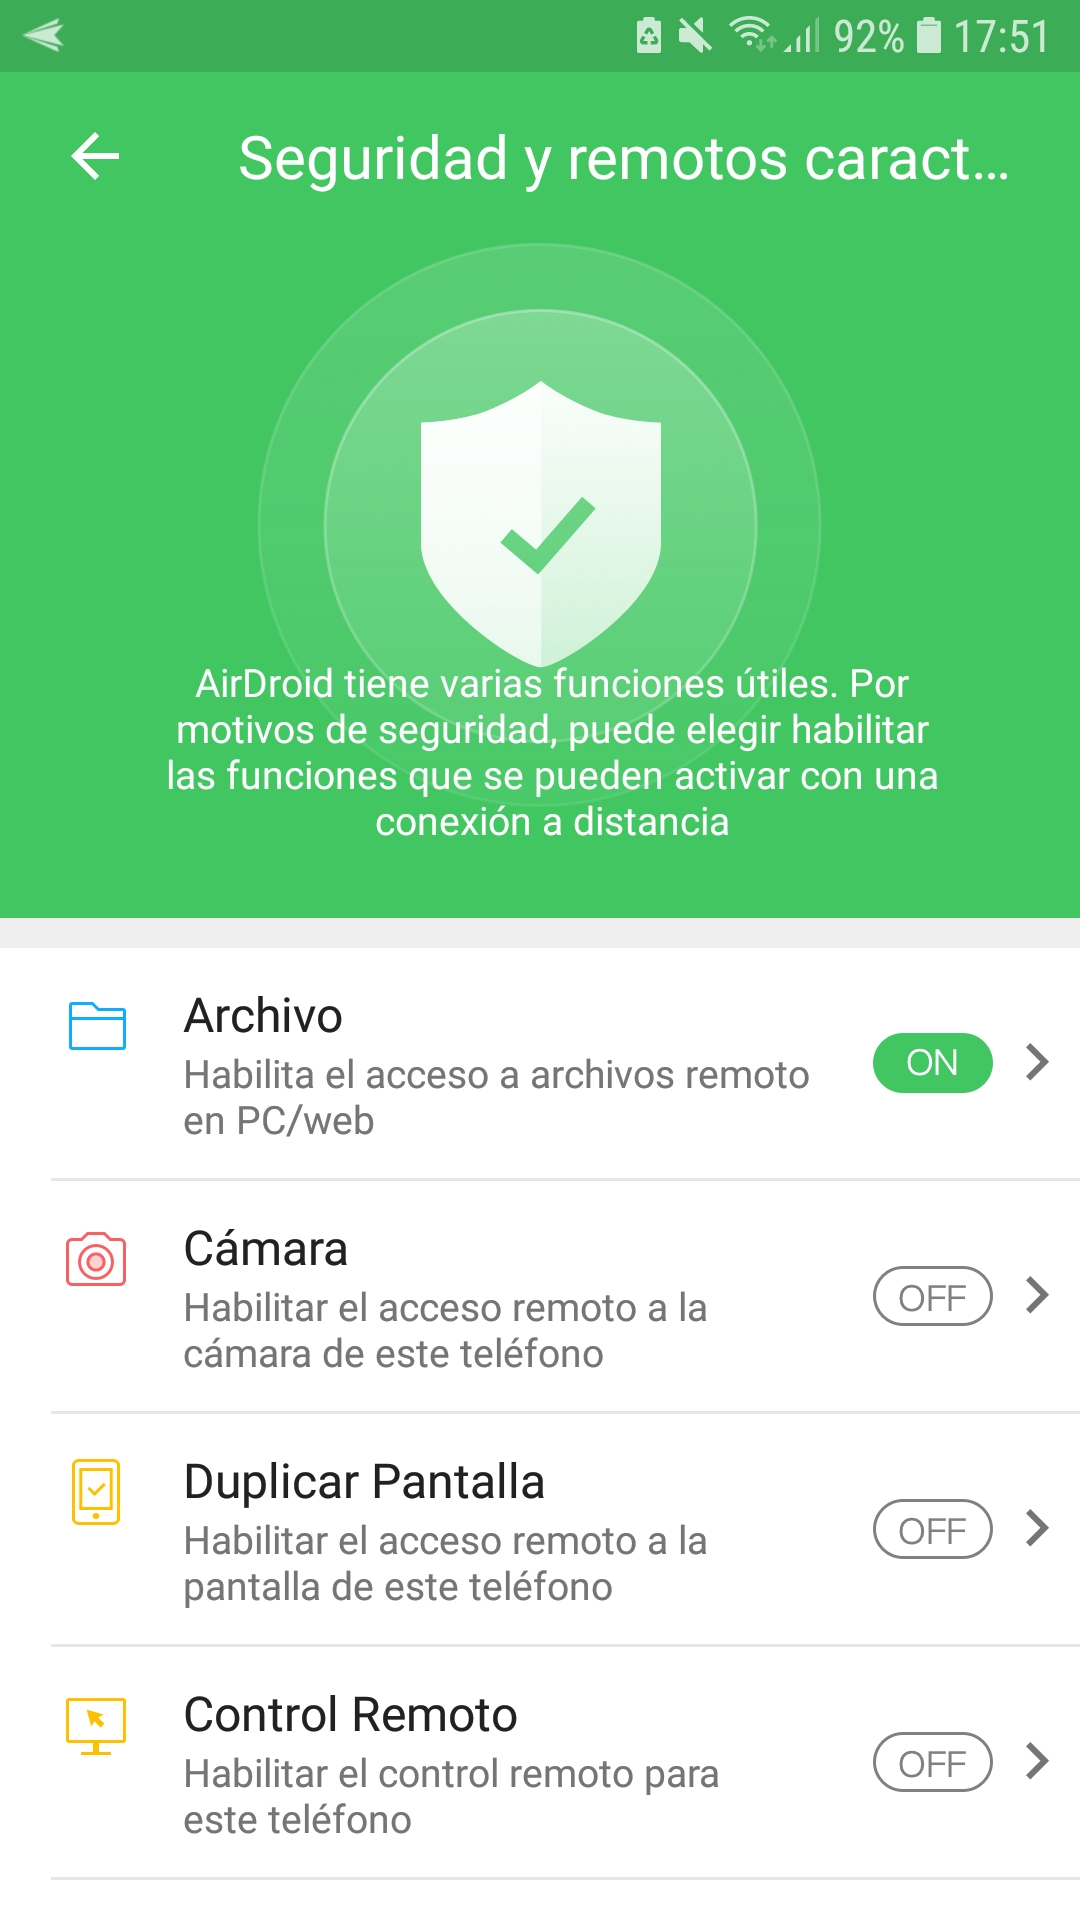 92% 17:51
Seguridad y remotos caract...
AirDroid tiene varias funciones útiles. Por
motivos de seguridad, puede elegir habilitar
las funciones que se pueden activar con una
conexión a distancia
Archivo
Habilita el acceso a archivos remoto
en PC/web
ON
Cámara
Habilitar el acceso remoto a la
cámara de este teléfono
OFF
Duplicar Pantalla
Habilitar el acceso remoto a la
pantalla de este teléfono
OFF
Control Remoto
Habilitar el control remoto para
este teléfono
OFF